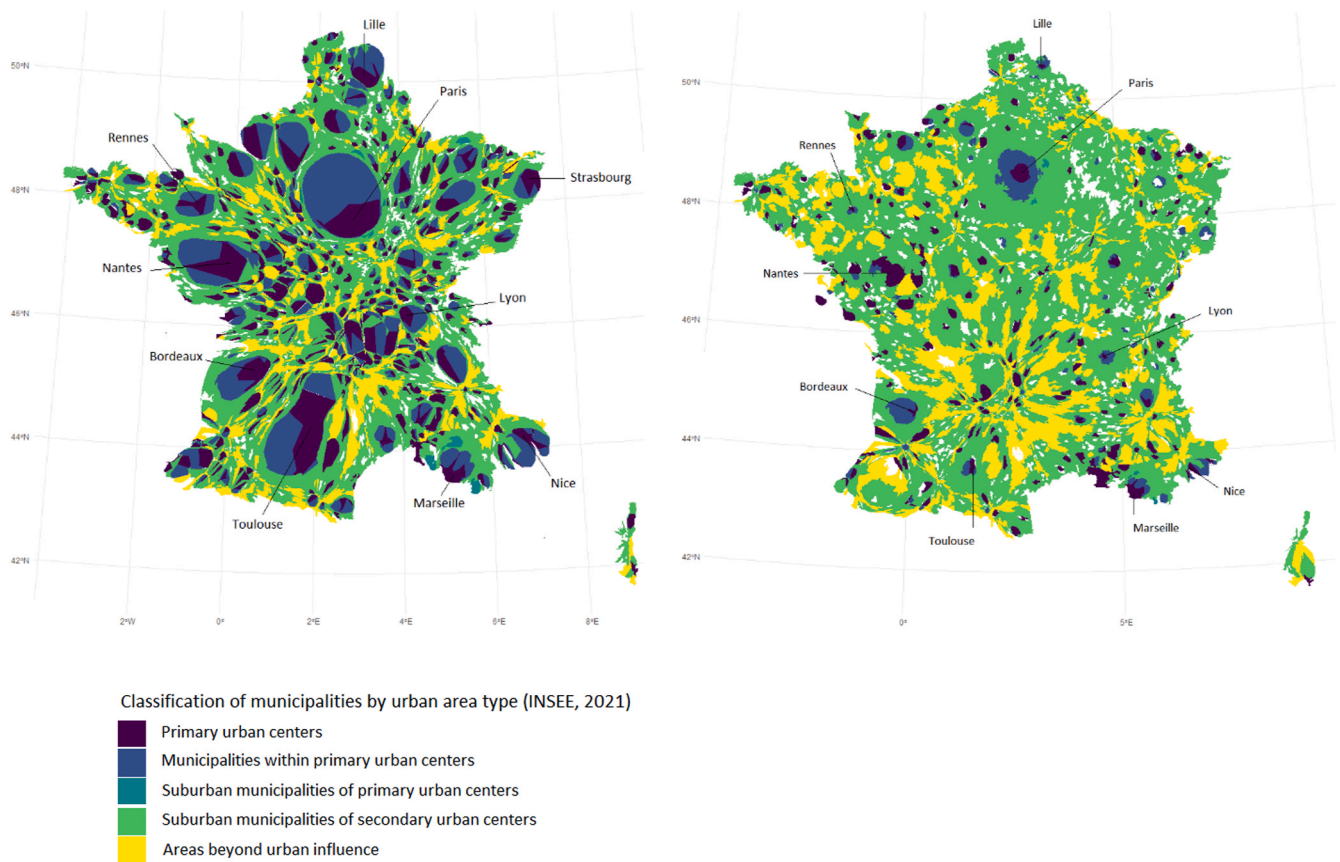 Lille
50°N
Paris
Rennes
48°N
Strasbourg
Nantes
46°N
Lyon
Bordeaux
44°N
Nice
Marseille
Toulouse
42°N
2°W
0°
2°E
4°E
6°E
8°E
Lille
50°N
Paris
Rennes
48°N
Nantes
46°N
Lyon
Bordeaux
44°N
Nice
Marseille
Toulouse
42°N
0°
5°E
Classification of municipalities by urban area type (INSEE, 2021)
Primary urban centers
Municipalities within primary urban centers
Suburban municipalities of primary urban centers
Suburban municipalities of secondary urban centers
Areas beyond urban influence